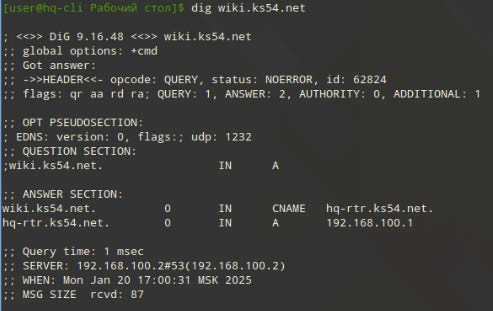 [user@hq-cli Рабочий стол]$ dig wiki.ks54.net
; <<>> DiG 9.16.48 <<>> wiki.ks54.net
;; global options: +cmd
;; Got answer:
;; ->>HEADER<<- opcode: QUERY, status: NOERROR, id: 62824
;; flags: qr aa rd ra; QUERY: 1, ANSWER: 2, AUTHORITY: 0, ADDITIONAL: 1
;; OPT PSEUDOSECTION:
; EDNS: version: 0, flags:; udp: 1232
;; QUESTION SECTION:
;wiki.ks54.net. IN A
;; ANSWER SECTION:
wiki.ks54.net. 0 IN CNAME hq-rtr.ks54.net.
hq-rtr.ks54.net. 0 IN A 192.168.100.1
;; Query time: 1 msec
;; SERVER: 192.168.100.2#53(192.168.100.2)
;; WHEN: Mon Jan 20 17:00:31 MSK 2025
;; MSG SIZE rcvd: 87